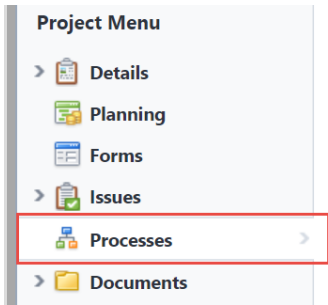 Project Menu
Details
Planning
Forms
Issues
Processes
Documents